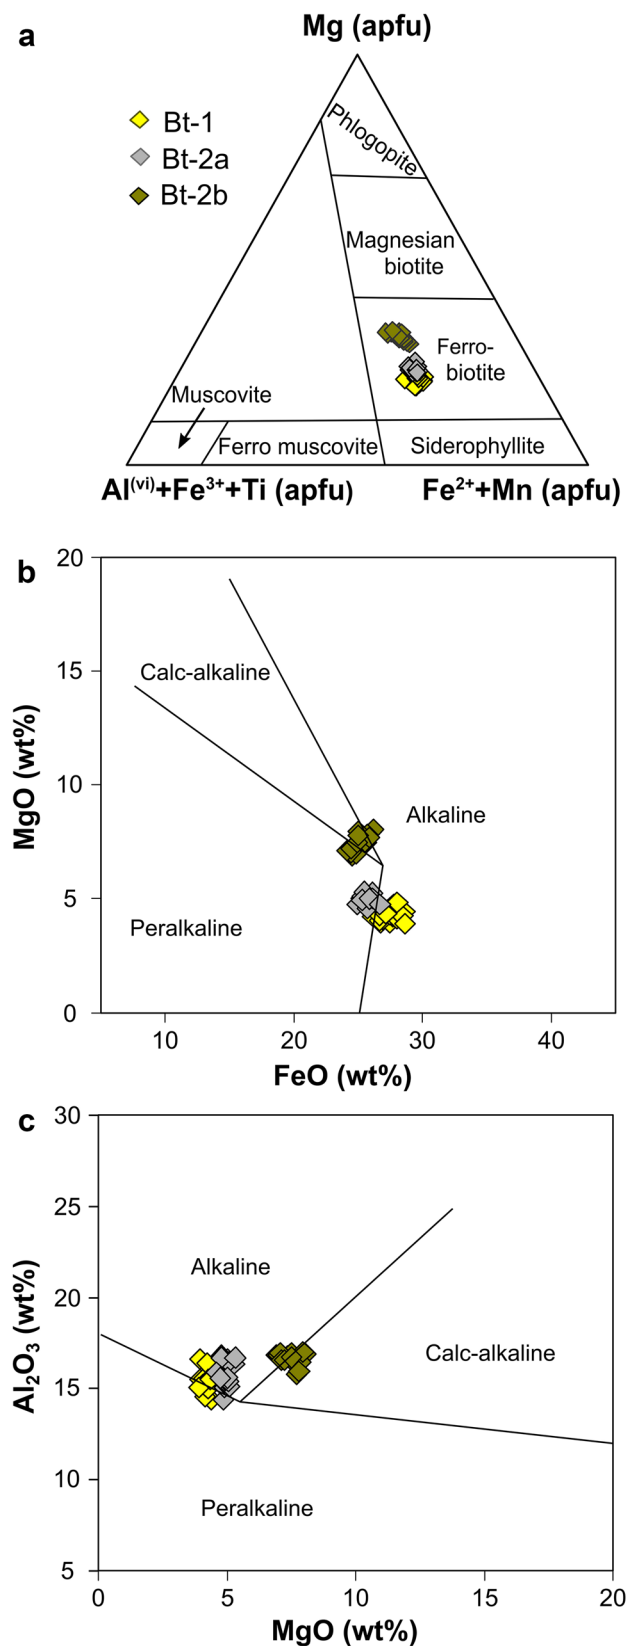 a
Mg (apfu)
Bt-1
Bt-2a
Bt-2b
Phlogopite
Magnesian
biotite
Ferro-
biotite
Muscovite
Ferro muscovite
Siderophyllite
Al⁽ᵛⁱ⁾+Fe³⁺+Ti (apfu)
Fe²⁺+Mn (apfu)
b
20
15
10
5
0
MgO (wt%)
Calc-alkaline
Alkaline
Peralkaline
10
20
30
40
FeO (wt%)
c
30
25
20
15
10
5
Al₂O₃ (wt%)
Alkaline
Calc-alkaline
Peralkaline
0
5
10
15
20
MgO (wt%)